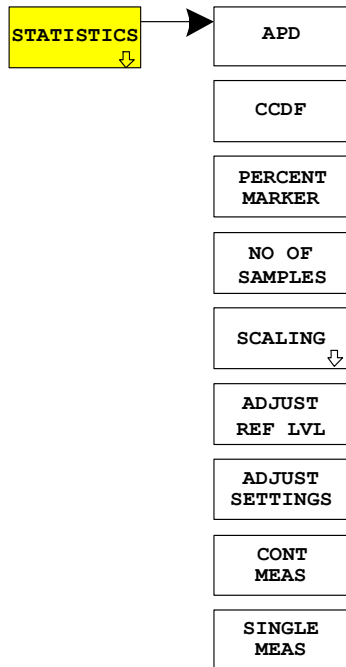 STATISTICS
APD
CCDF
PERCENT
MARKER
NO OF
SAMPLES
SCALING
ADJUST
REF LVL
ADJUST
SETTINGS
CONT
MEAS
SINGLE
MEAS